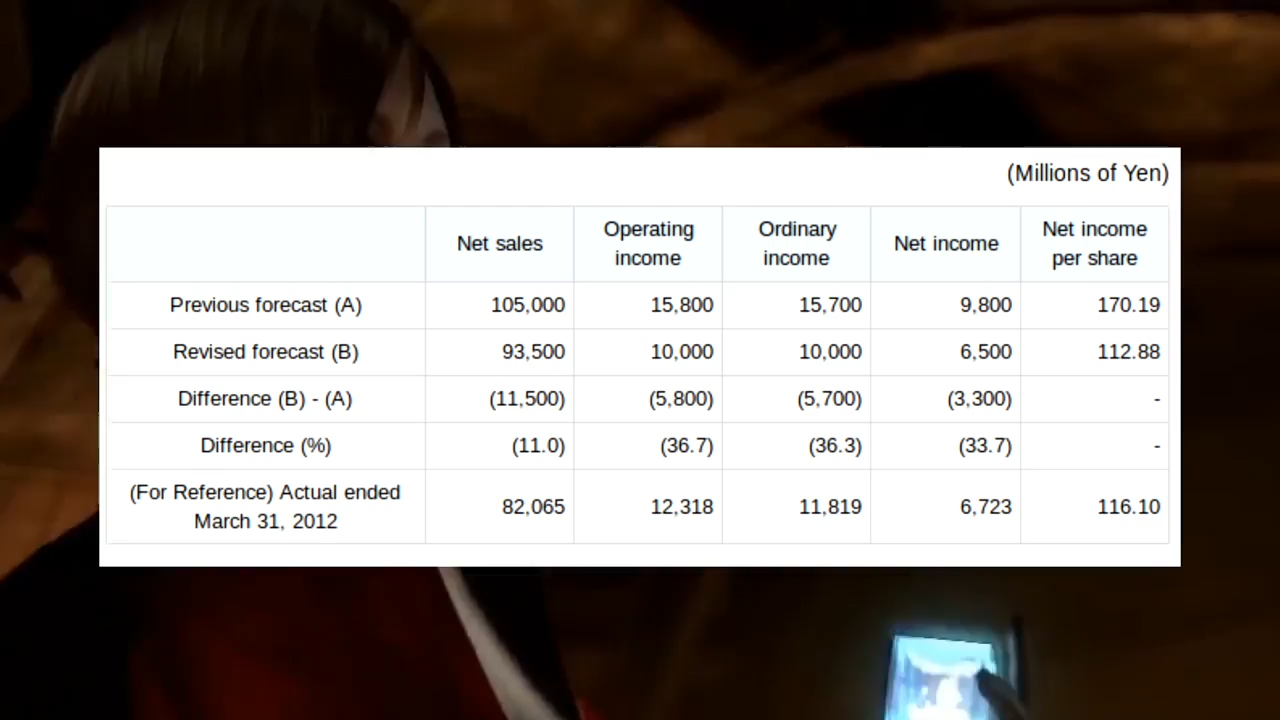 (Millions of Yen)
Net sales
Operating
income
Ordinary
income
Net income
Net income
per share
Previous forecast (A) 105,000 15,800 15,700 9,800 170.19
Revised forecast (B) 93,500 10,000 10,000 6,500 112.88
Difference (B) - (A) (11,500) (5,800) (5,700) (3,300) -
Difference (%) (11.0) (36.7) (36.3) (33.7) -
(For Reference) Actual ended
March 31, 2012
82,065 12,318 11,819 6,723 116.10